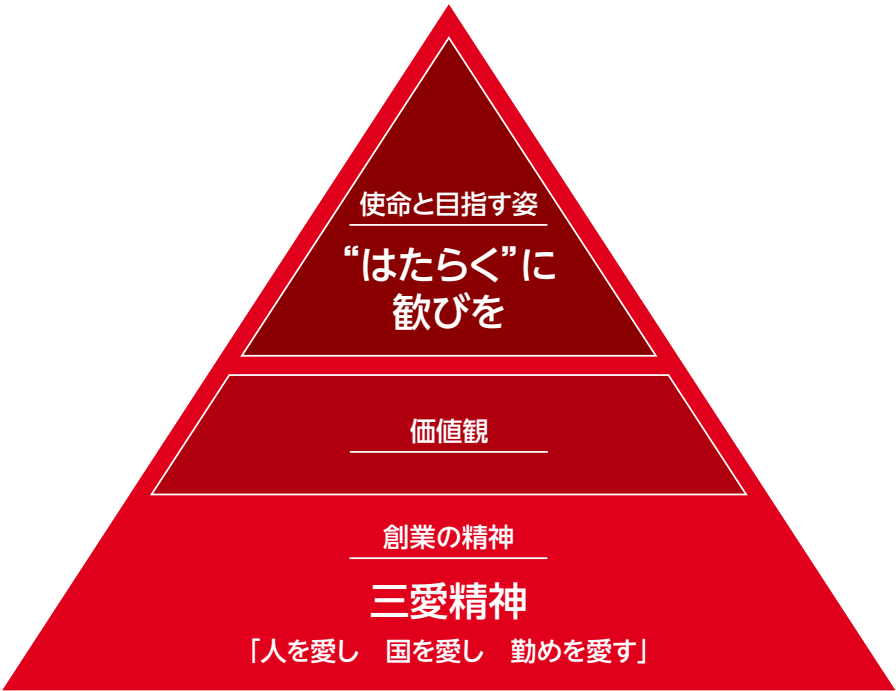 使命と目指す姿
“はたらく”に
歓びを
価値観
創業の精神
三愛精神
「人を愛し　国を愛し　勤めを愛す」